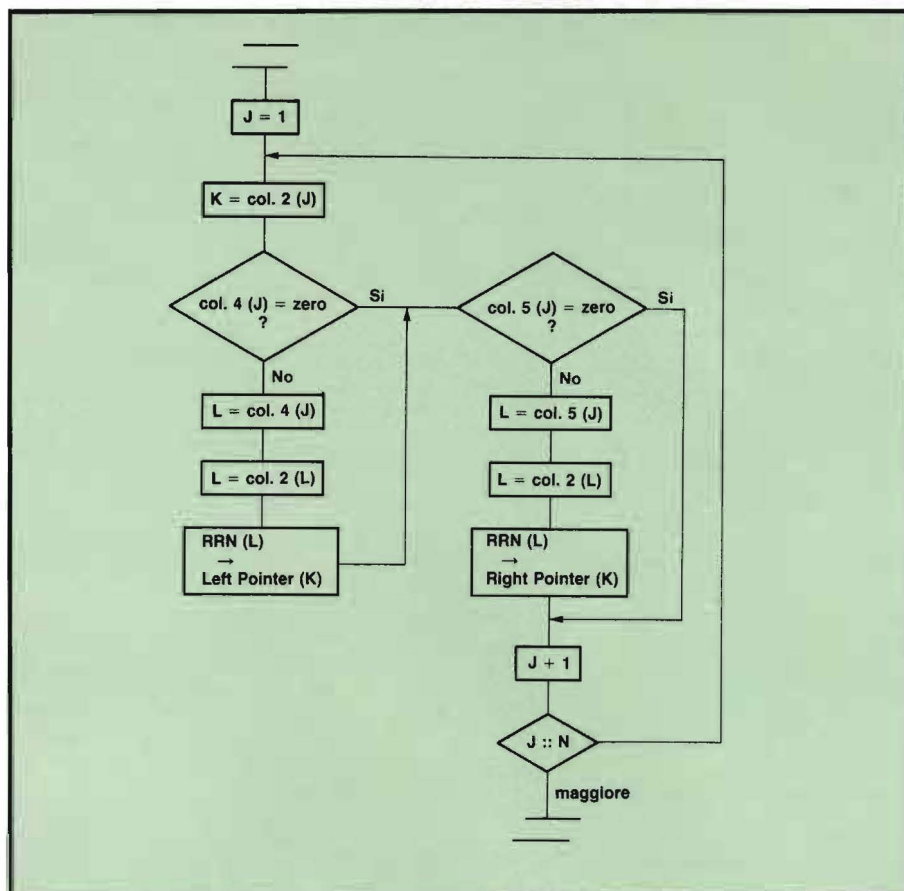 J = 1
K = col. 2 (J)
col. 4 (J) = zero
?
Si
No
L = col. 4 (J)
L = col. 2 (L)
RRN (L)
→
Left Pointer (K)
col. 5 (J) = zero
?
Si
No
L = col. 5 (J)
L = col. 2 (L)
RRN (L)
→
Right Pointer (K)
J + 1
J :: N
maggiore